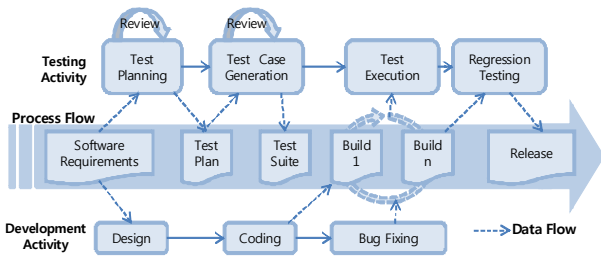 Review
Review
Testing
Activity
Test
Planning
Test Case
Generation
Test
Execution
Regression
Testing
Process Flow
Software
Requirements
Test
Plan
Test
Suite
Build
1
Build
n
Release
Development
Activity
Design
Coding
Bug Fixing
Data Flow